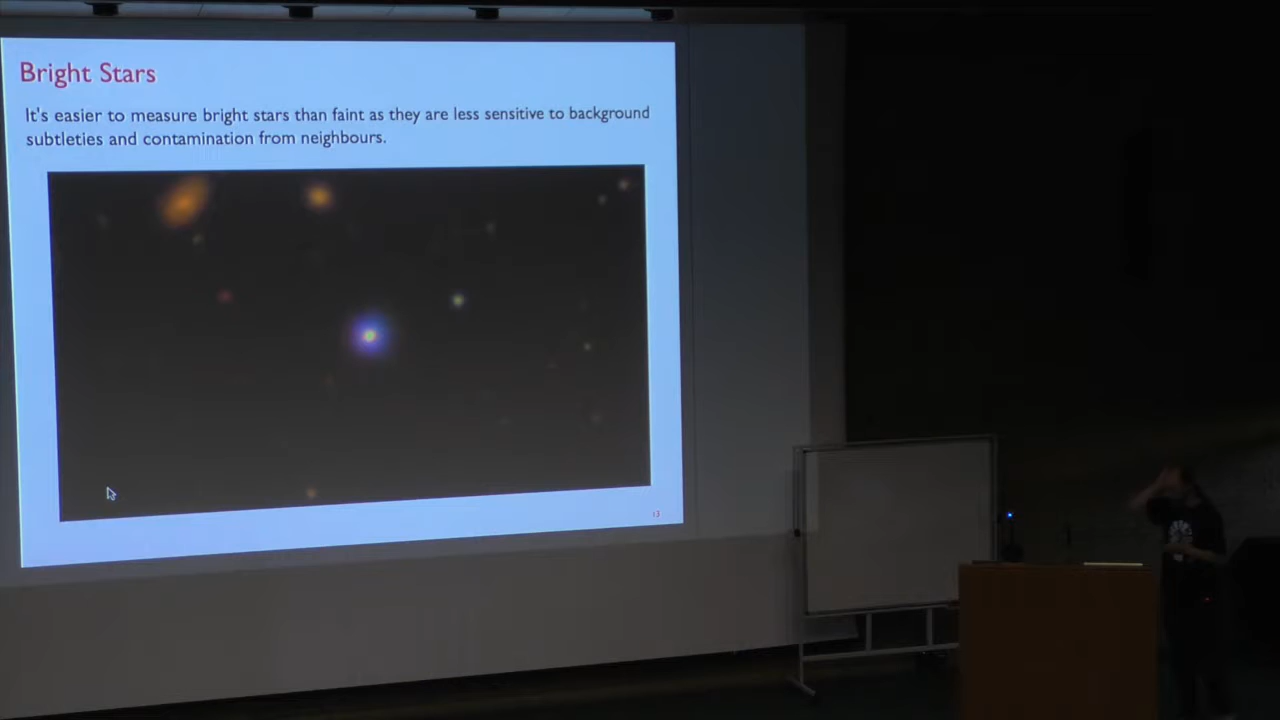 Bright Stars
It's easier to measure bright stars than faint as they are less sensitive to background
subtleties and contamination from neighbours.
13